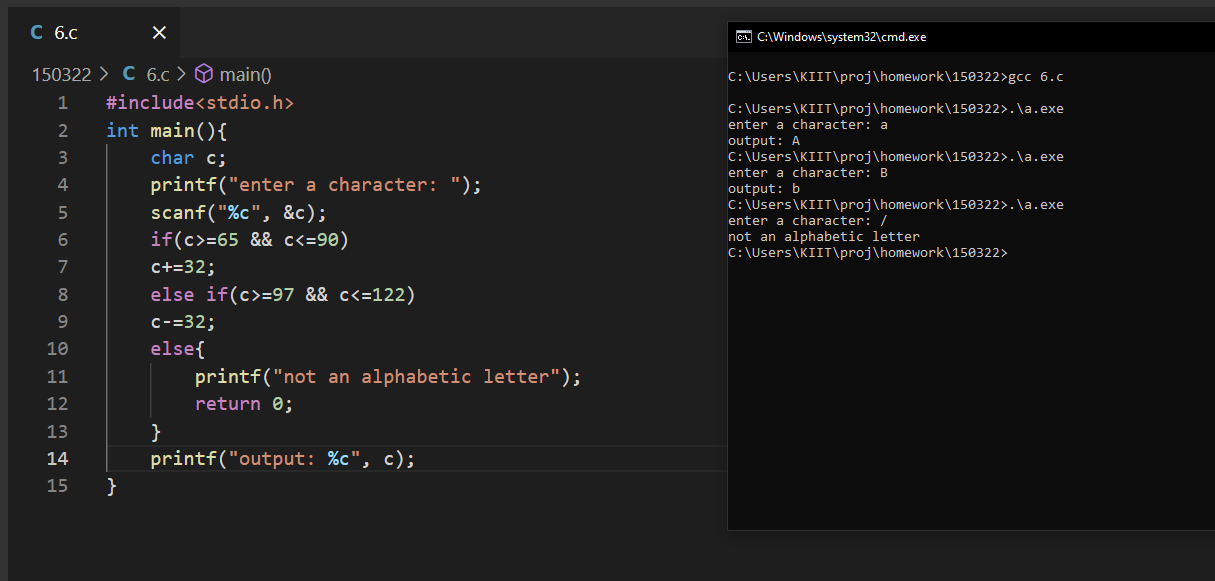 C 6.c ×
150322 > C 6.c > main()
1 #include<stdio.h>
2 int main(){
3     char c;
4     printf("enter a character: ");
5     scanf("%c", &c);
6     if(c>=65 && c<=90)
7     c+=32;
8     else if(c>=97 && c<=122)
9     c-=32;
10     else{
11         printf("not an alphabetic letter");
12         return 0;
13     }
14     printf("output: %c", c);
15 }
C:\Windows\system32\cmd.exe
C:\Users\KIIT\proj\homework\150322>gcc 6.c
C:\Users\KIIT\proj\homework\150322>.\a.exe
enter a character: a
output: A
C:\Users\KIIT\proj\homework\150322>.\a.exe
enter a character: B
output: b
C:\Users\KIIT\proj\homework\150322>.\a.exe
enter a character: /
not an alphabetic letter
C:\Users\KIIT\proj\homework\150322>